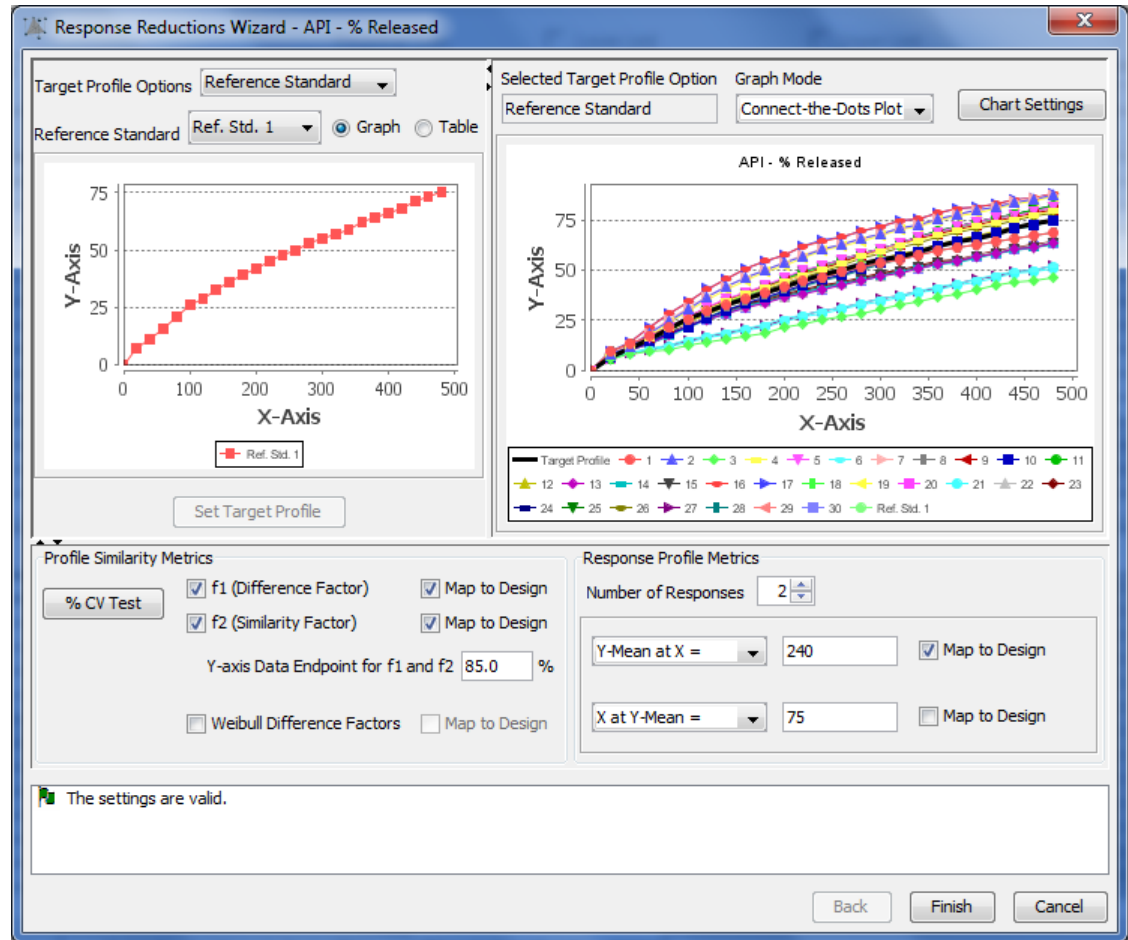 Response Reductions Wizard - API - % Released
Target Profile Options Reference Standard
Reference Standard Ref. Std. 1 Graph Table
75
50
25
0
Y-Axis
0 100 200 300 400 500
X-Axis
Ref. Std. 1
Set Target Profile
Selected Target Profile Option Graph Mode
Reference Standard Connect-the-Dots Plot Chart Settings
API - % Released
75
50
25
0
Y-Axis
0 50 100 150 200 250 300 350 400 450 500
X-Axis
Target Profile 1 2 3 4 5 6 7 8 9 10 11
12 13 14 15 16 17 18 19 20 21 22 23
24 25 26 27 28 29 30 Ref. Std. 1
Profile Similarity Metrics
% CV Test
f1 (Difference Factor) Map to Design
f2 (Similarity Factor) Map to Design
Y-axis Data Endpoint for f1 and f2 85.0 %
Weibull Difference Factors Map to Design
Response Profile Metrics
Number of Responses 2
Y-Mean at X = 240 Map to Design
X at Y-Mean = 75 Map to Design
The settings are valid.
Back Finish Cancel